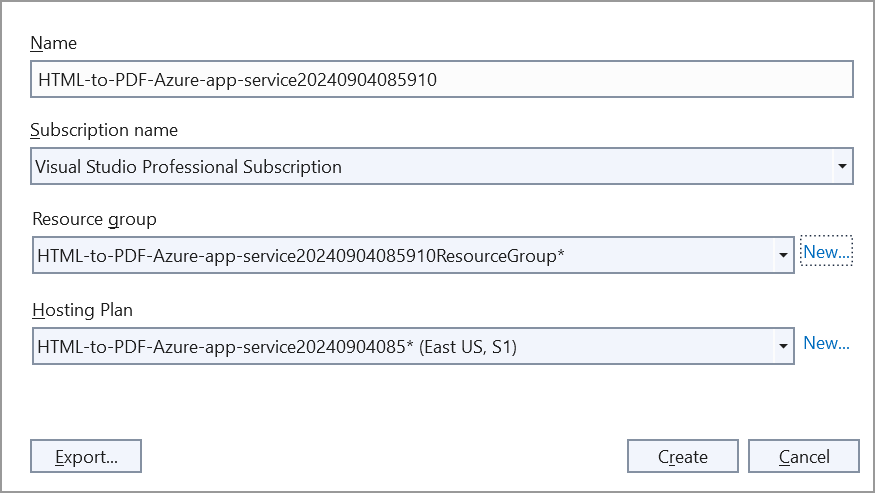 Name
HTML-to-PDF-Azure-app-service20240904085910
Subscription name
Visual Studio Professional Subscription
Resource group
HTML-to-PDF-Azure-app-service20240904085910ResourceGroup*
New...
Hosting Plan
HTML-to-PDF-Azure-app-service20240904085* (East US, S1)
New...
Export...
Create
Cancel